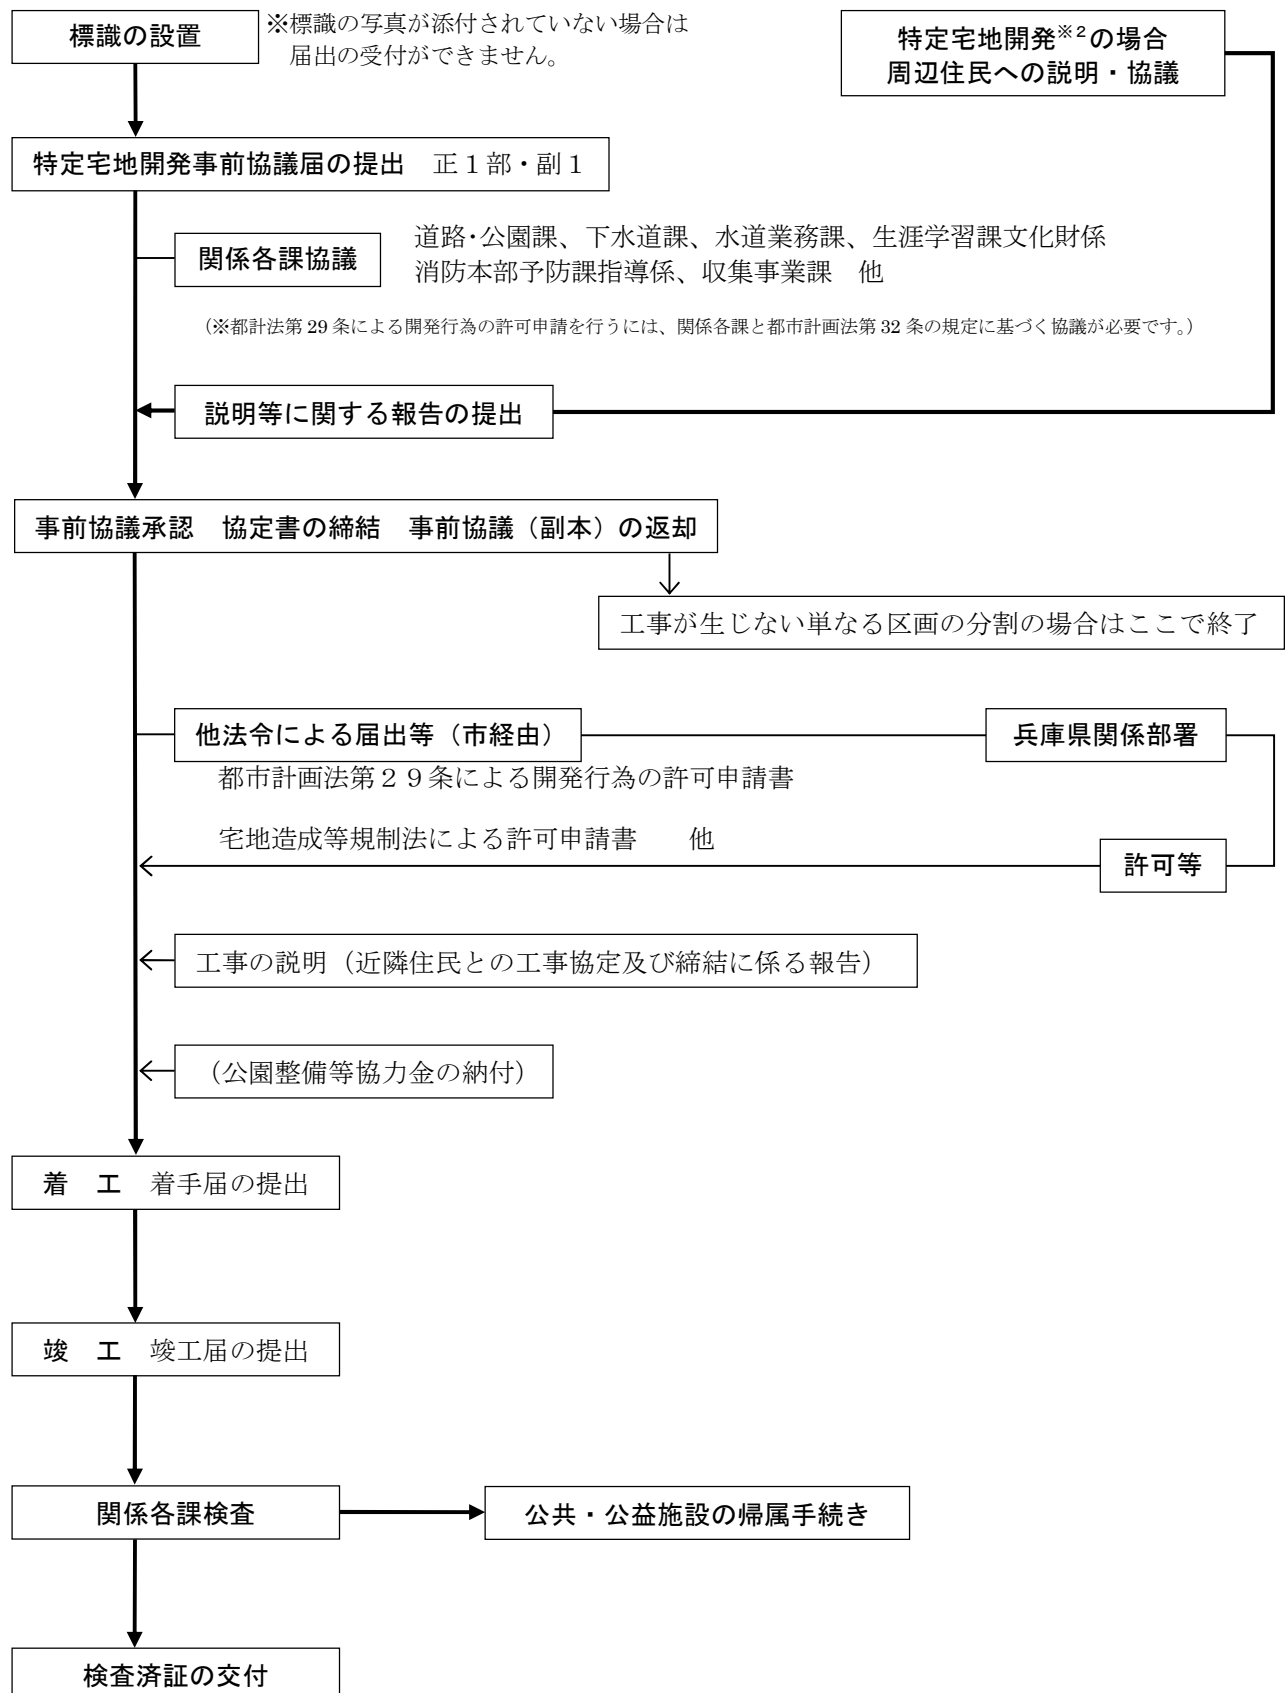 標識の設置
※標識の写真が添付されていない場合は
届出の受付ができません。
特定宅地開発※2の場合
周辺住民への説明・協議
特定宅地開発事前協議届の提出　正１部・副１
関係各課協議
道路・公園課、下水道課、水道業務課、生涯学習課文化財係
消防本部予防課指導係、収集事業課　他
（※都計法第 29 条による開発行為の許可申請を行うには、関係各課と都市計画法第 32 条の規定に基づく協議が必要です。）
説明等に関する報告の提出
事前協議承認　協定書の締結　事前協議（副本）の返却
工事が生じない単なる区画の分割の場合はここで終了
他法令による届出等（市経由）
兵庫県関係部署
都市計画法第２９条による開発行為の許可申請書
宅地造成等規制法による許可申請書　　他
許可等
工事の説明（近隣住民との工事協定及び締結に係る報告）
（公園整備等協力金の納付）
着　工　着手届の提出
竣　工　竣工届の提出
関係各課検査
公共・公益施設の帰属手続き
検査済証の交付